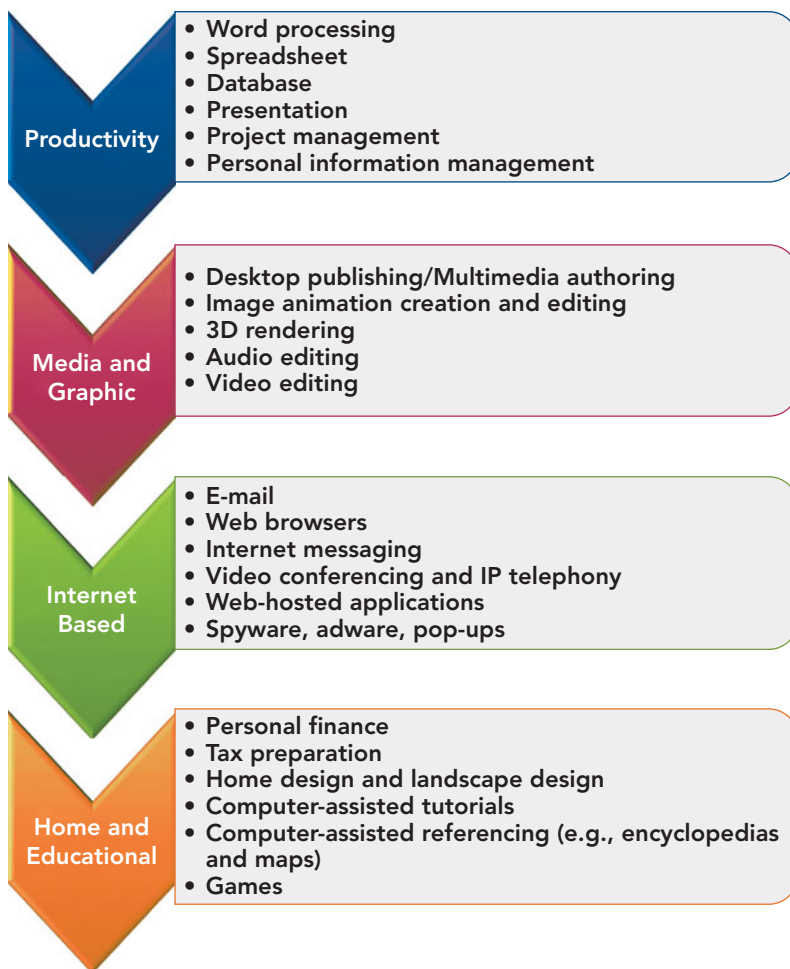 Productivity
• Word processing
• Spreadsheet
• Database
• Presentation
• Project management
• Personal information management
Media and
Graphic
• Desktop publishing/Multimedia authoring
• Image animation creation and editing
• 3D rendering
• Audio editing
• Video editing
Internet
Based
• E-mail
• Web browsers
• Internet messaging
• Video conferencing and IP telephony
• Web-hosted applications
• Spyware, adware, pop-ups
Home and
Educational
• Personal finance
• Tax preparation
• Home design and landscape design
• Computer-assisted tutorials
• Computer-assisted referencing (e.g., encyclopedias
and maps)
• Games